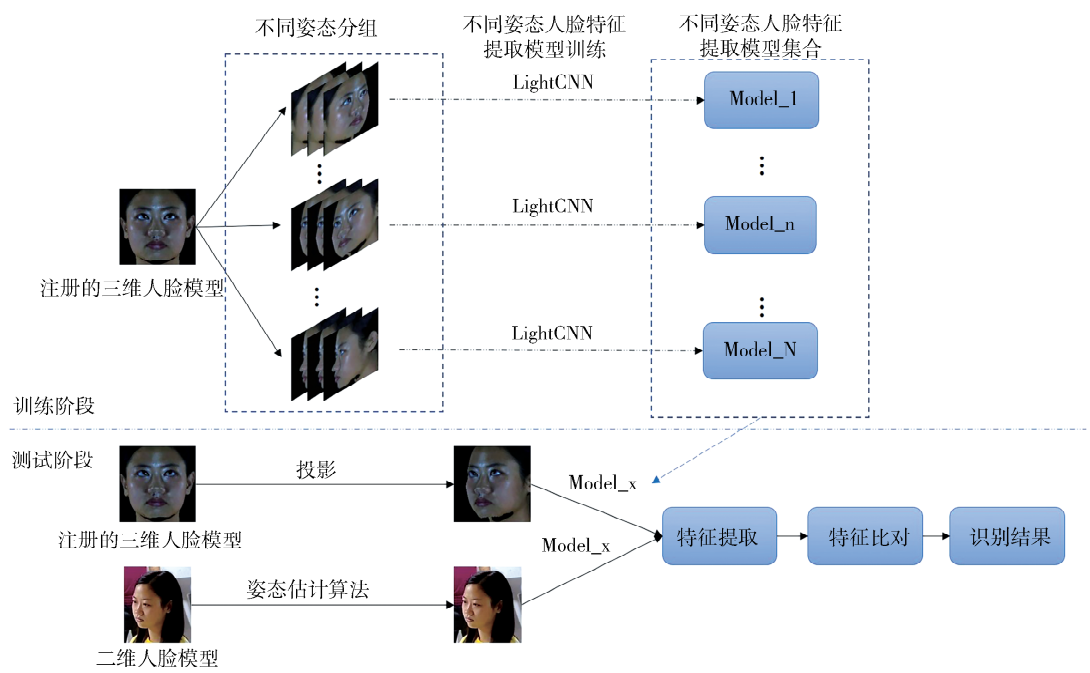 不同姿态分组
不同姿态人脸特征
提取模型训练
不同姿态人脸特征
提取模型集合
LightCNN
Model_1
LightCNN
Model_n
注册的三维人脸模型
LightCNN
Model_N
训练阶段
测试阶段
投影
Model_x
注册的三维人脸模型
Model_x
特征提取
特征比对
识别结果
姿态估计算法
二维人脸模型